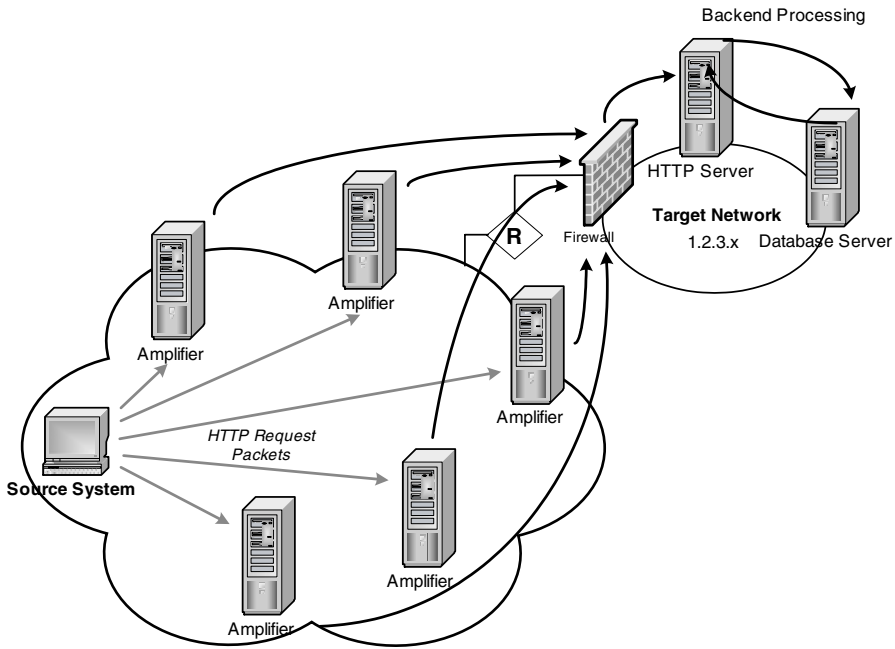 Backend Processing
HTTP Server
Target Network
1.2.3.x
Database Server
R
Firewall
Amplifier
Amplifier
Amplifier
HTTP Request
Packets
Source System
Amplifier
Amplifier